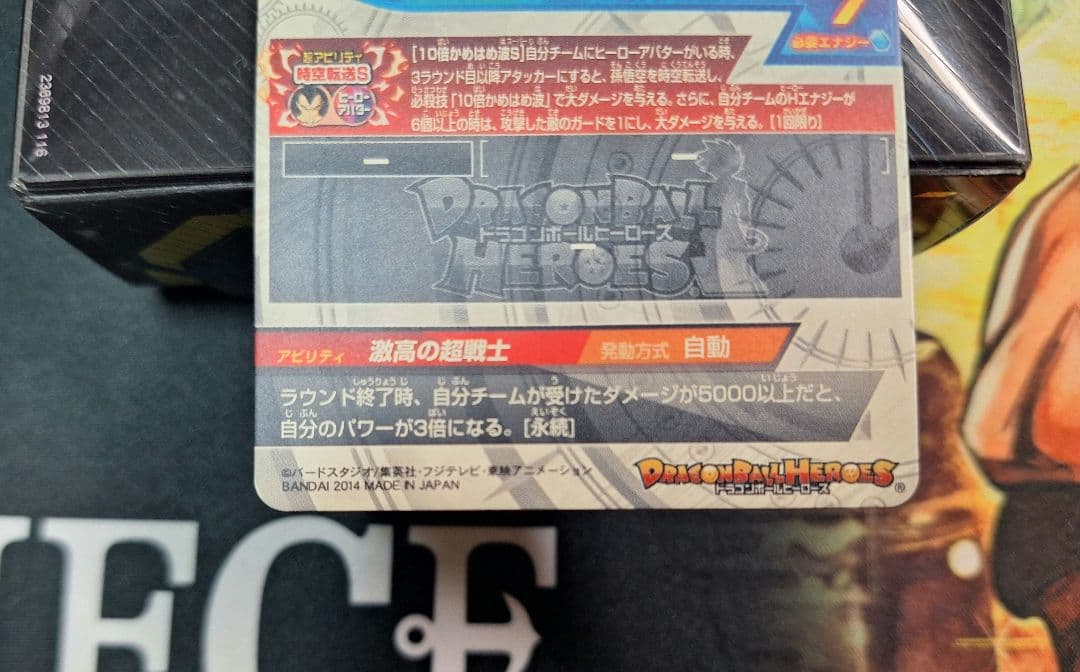 7
必要エナジー
超アビリティ
時空転送S
ヒーロー
アバター
[10倍かめはめ波S]自分チームにヒーローアバターがいる時、
3ラウンド目以降アタッカーにすると、孫悟空を時空転送し、
必殺技「10倍かめはめ波」で大ダメージを与える。さらに、自分チームのHエナジーが
6個以上の時は、攻撃した敵のガードを1にし、大ダメージを与える。[1回限り]
ー
[ ー ]
DRAGON BALL
ドラゴンボールヒーローズ
HEROES
ー
アビリティ 激高の超戦士 発動方式 自動
ラウンド終了時、自分チームが受けたダメージが5000以上だと、
自分のパワーが3倍になる。[永続]
©バードスタジオ/集英社・フジテレビ・東映アニメーション
BANDAI 2014 MADE IN JAPAN
DRAGON BALL HEROES®
ドラゴンボールヒーローズ
2369813 1116
IECE